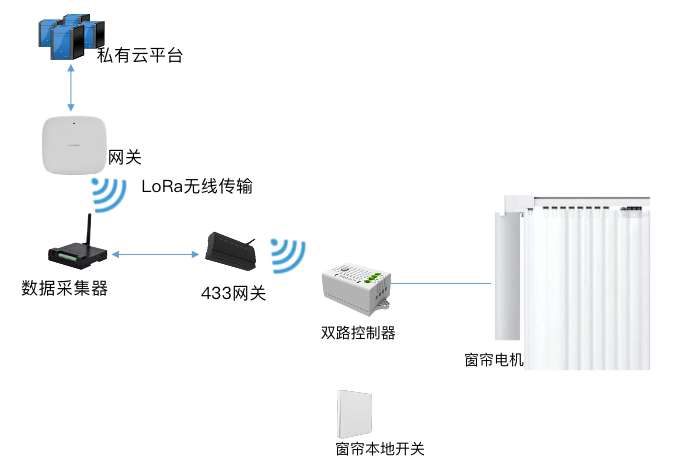 私有云平台
网关
LoRa无线传输
数据采集器
433网关
双路控制器
窗帘电机
窗帘本地开关